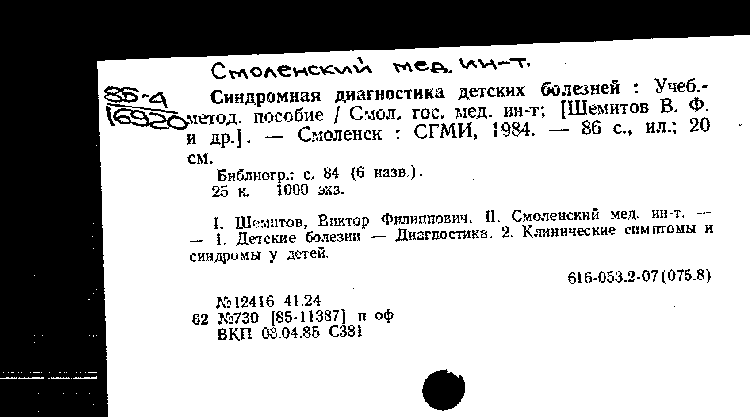 Смоленский мед. ин-т.
85-4
16920
Синдромная диагностика детских болезней : Учеб.-
метод. пособие / Смол. гос. мед. ин-т; [Шемитов В. Ф.
и др.]. — Смоленск : СГМИ, 1984. — 86 с., ил.; 20
см.
Библиогр.: с. 84 (6 назв.).
25 к. 1000 экз.
I. Шемитов, Виктор Филиппович. II. Смоленский мед. ин-т. —
— 1. Детские болезни — Диагностика. 2. Клинические симптомы и
синдромы у детей.
616-053.2-07(075.8)
№12416 41.24
62 №730 [85-11387] п оф
ВКП 08.04.85 С381